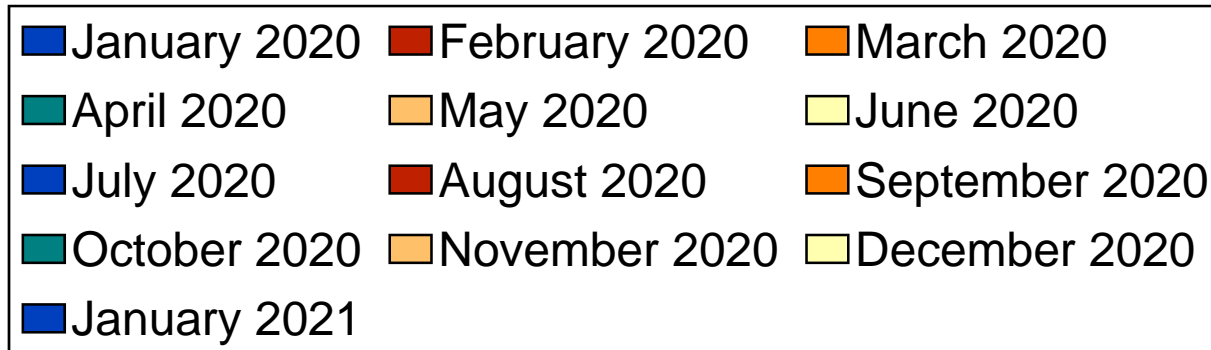 January 2020 February 2020 March 2020
April 2020 May 2020 June 2020
July 2020 August 2020 September 2020
October 2020 November 2020 December 2020
January 2021